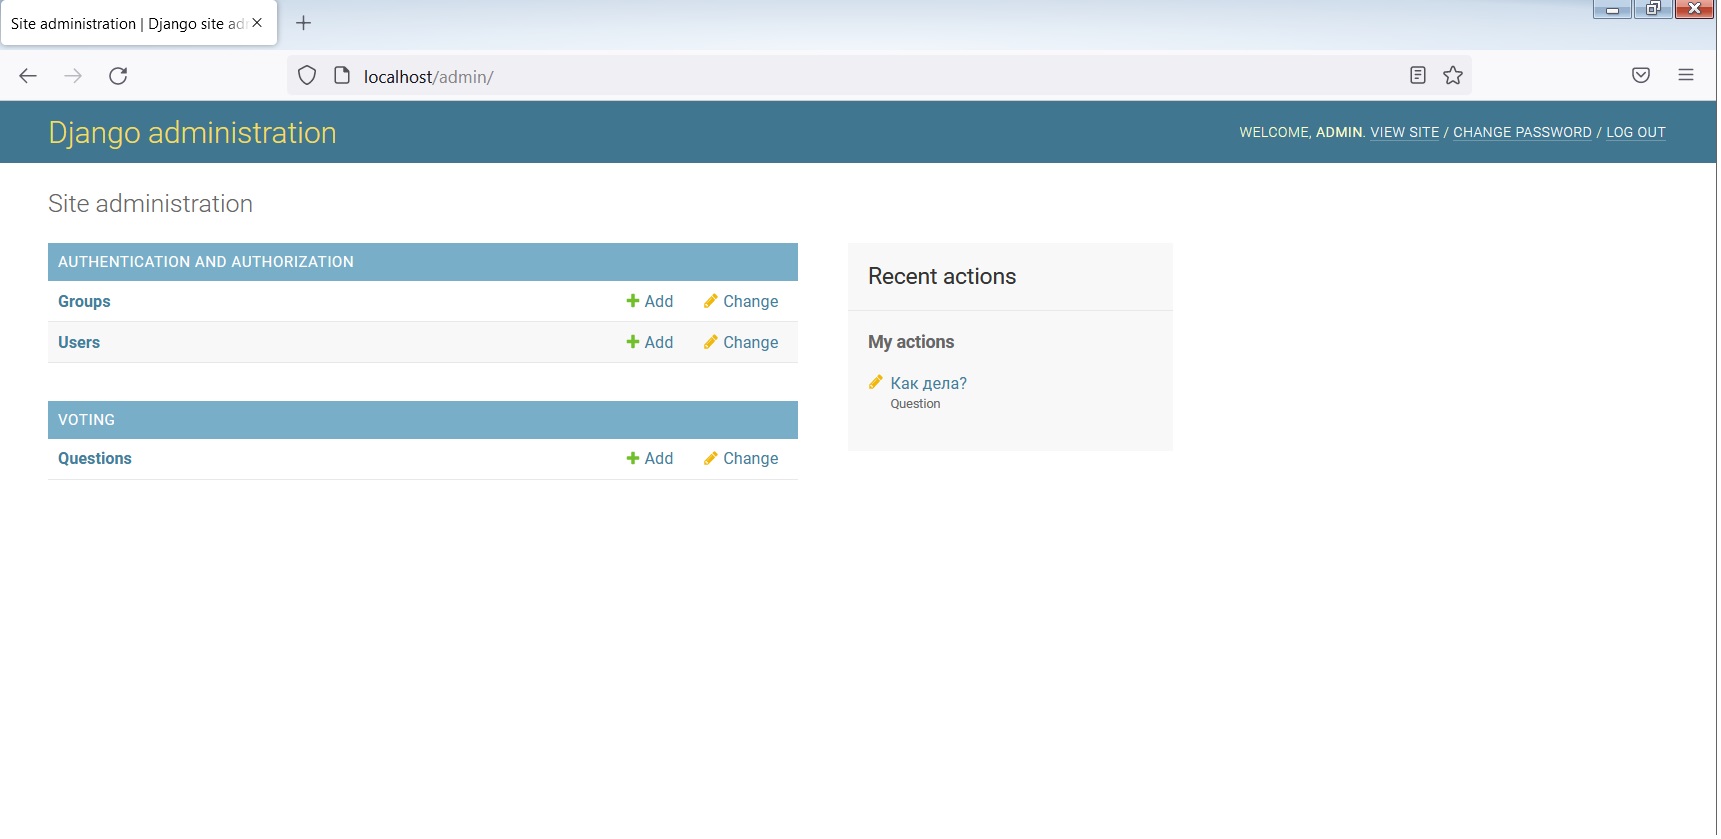 Site administration | Django site adm
localhost/admin/
Django administration
WELCOME, ADMIN. VIEW SITE / CHANGE PASSWORD / LOG OUT
Site administration
AUTHENTICATION AND AUTHORIZATION
Groups Add Change
Users Add Change
VOTING
Questions Add Change
Recent actions
My actions
Как дела?
Question